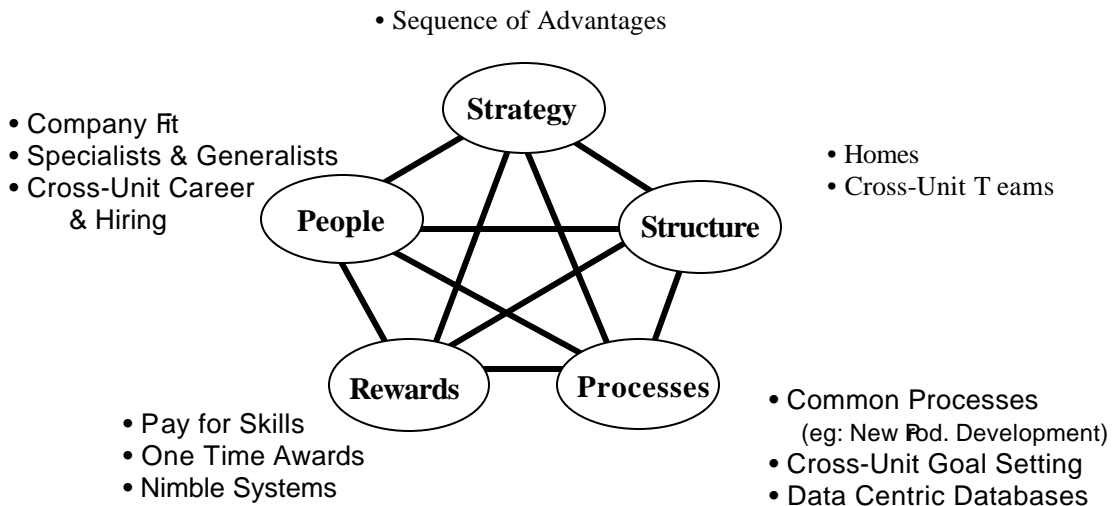 • Sequence of Advantages
Strategy
• Company Fit
• Specialists & Generalists
• Cross-Unit Career
& Hiring
• Homes
• Cross-Unit T eams
People
Structure
Rewards
Processes
• Pay for Skills
• One Time Awards
• Nimble Systems
• Common Processes
(eg: New Prod. Development)
• Cross-Unit Goal Setting
• Data Centric Databases